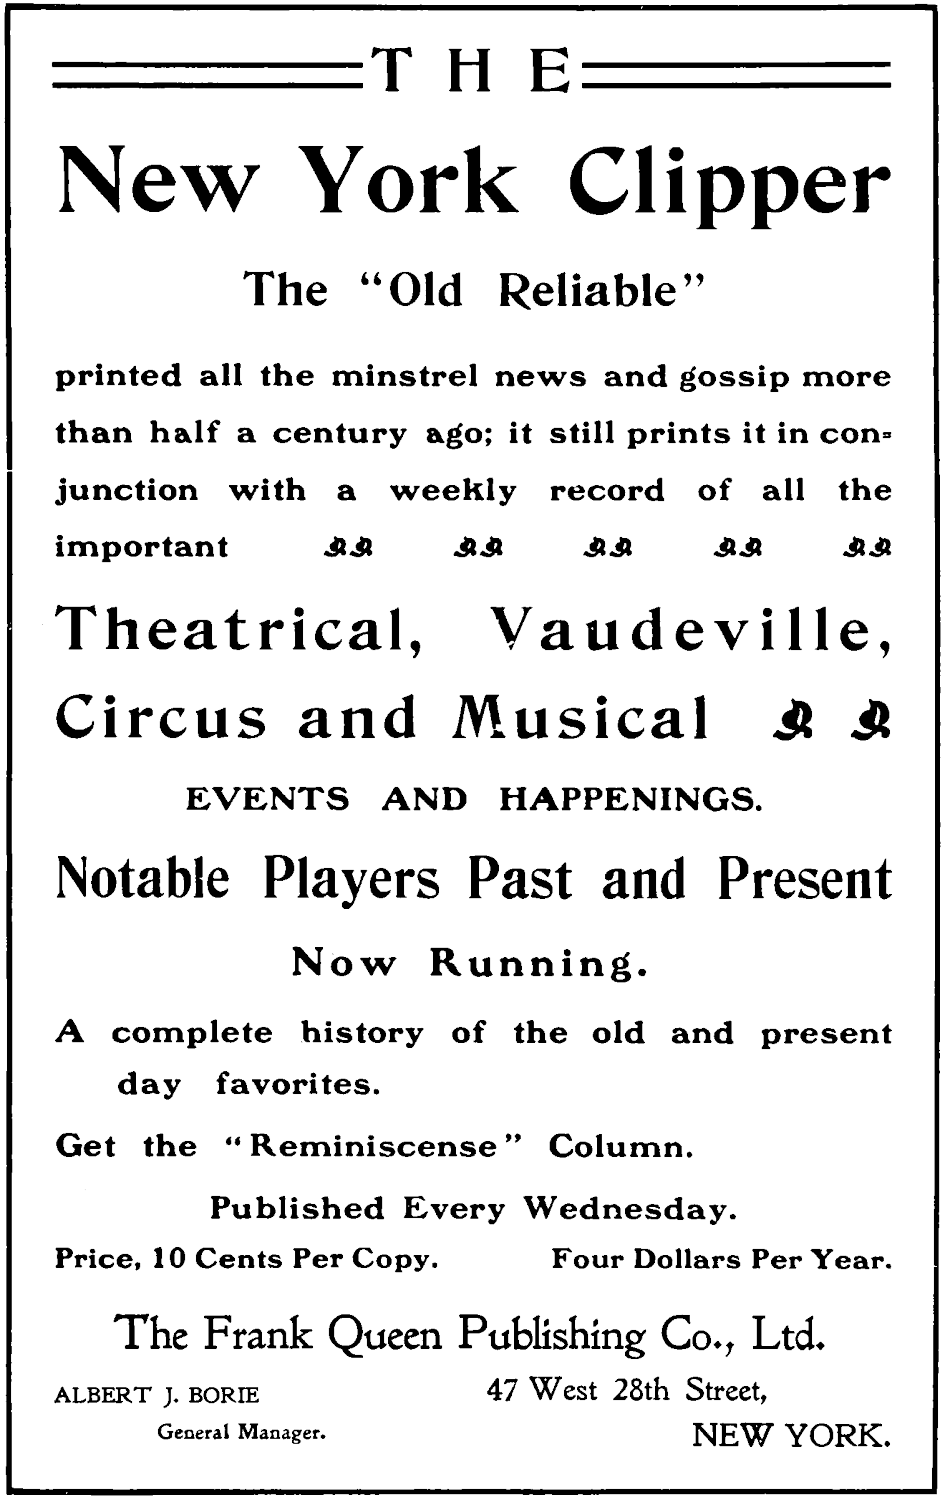 THE
New York Clipper
The “Old Reliable”
printed all the minstrel news and gossip more
than half a century ago; it still prints it in con=
junction with a weekly record of all the
important
Theatrical, Vaudeville,
Circus and Musical
EVENTS AND HAPPENINGS.
Notable Players Past and Present
Now Running.
A complete history of the old and present
day favorites.
Get the “Reminiscense” Column.
Published Every Wednesday.
Price, 10 Cents Per Copy. Four Dollars Per Year.
The Frank Queen Publishing Co., Ltd.
ALBERT J. BORIE 47 West 28th Street,
General Manager. NEW YORK.